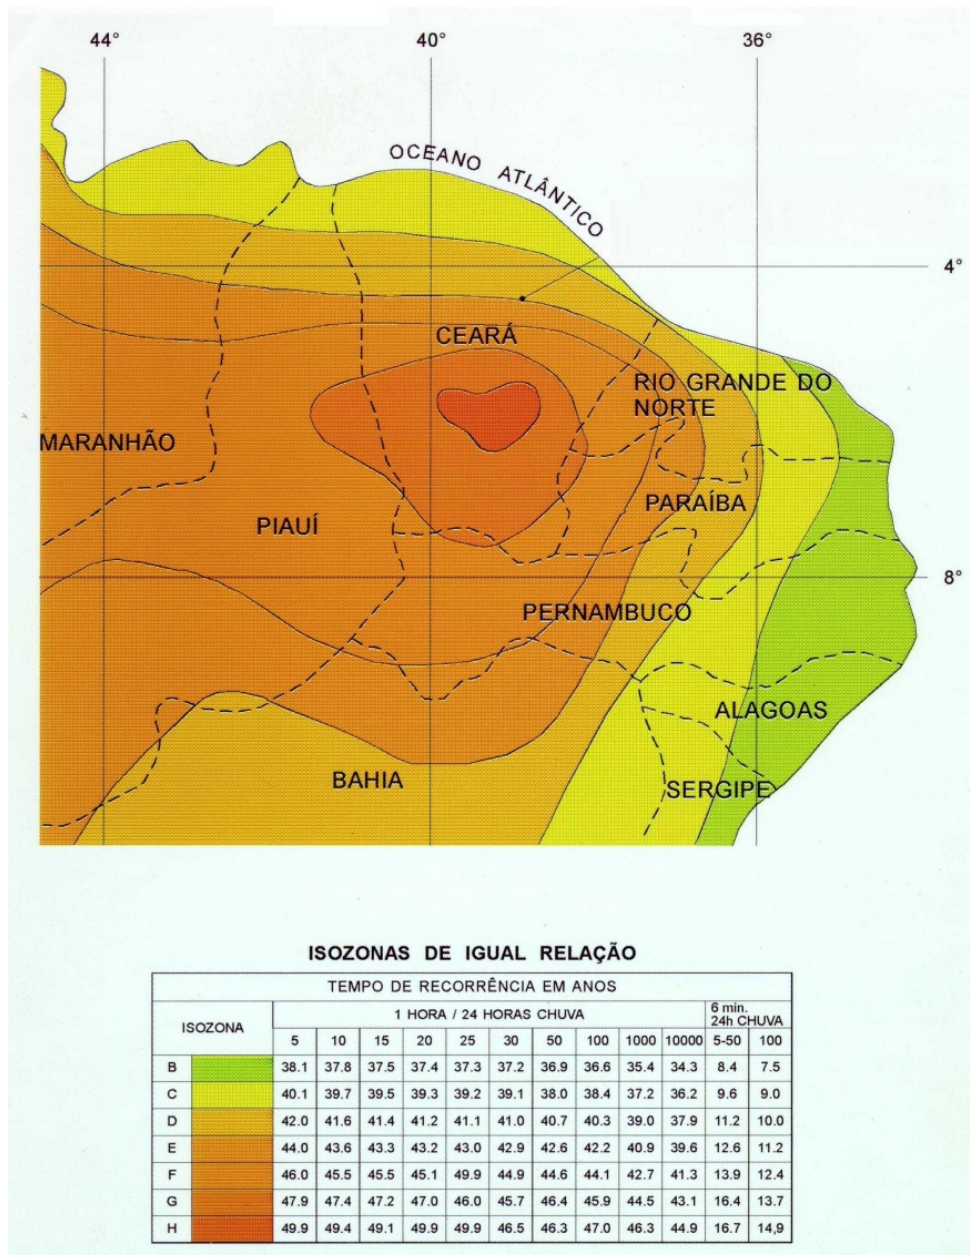 44° 40° 36°
OCEANO ATLÂNTICO
4°
CEARÁ
RIO GRANDE DO
NORTE
MARANHÃO
PARAÍBA
PIAUÍ
8°
PERNAMBUCO
ALAGOAS
BAHIA
SERGIPE
ISOZONAS DE IGUAL RELAÇÃO
TEMPO DE RECORRÊNCIA EM ANOS
ISOZONA 1 HORA / 24 HORAS CHUVA 6 min. 24h CHUVA
5 10 15 20 25 30 50 100 1000 10000 5-50 100
B 38.1 37.8 37.5 37.4 37.3 37.2 36.9 36.6 35.4 34.3 8.4 7.5
C 40.1 39.7 39.5 39.3 39.2 39.1 38.0 38.4 37.2 36.2 9.6 9.0
D 42.0 41.6 41.4 41.2 41.1 41.0 40.7 40.3 39.0 37.9 11.2 10.0
E 44.0 43.6 43.3 43.2 43.0 42.9 42.6 42.2 40.9 39.6 12.6 11.2
F 46.0 45.5 45.5 45.1 49.9 44.9 44.6 44.1 42.7 41.3 13.9 12.4
G 47.9 47.4 47.2 47.0 46.0 45.7 46.4 45.9 44.5 43.1 16.4 13.7
H 49.9 49.4 49.1 49.9 49.9 46.5 46.3 47.0 46.3 44.9 16.7 14,9